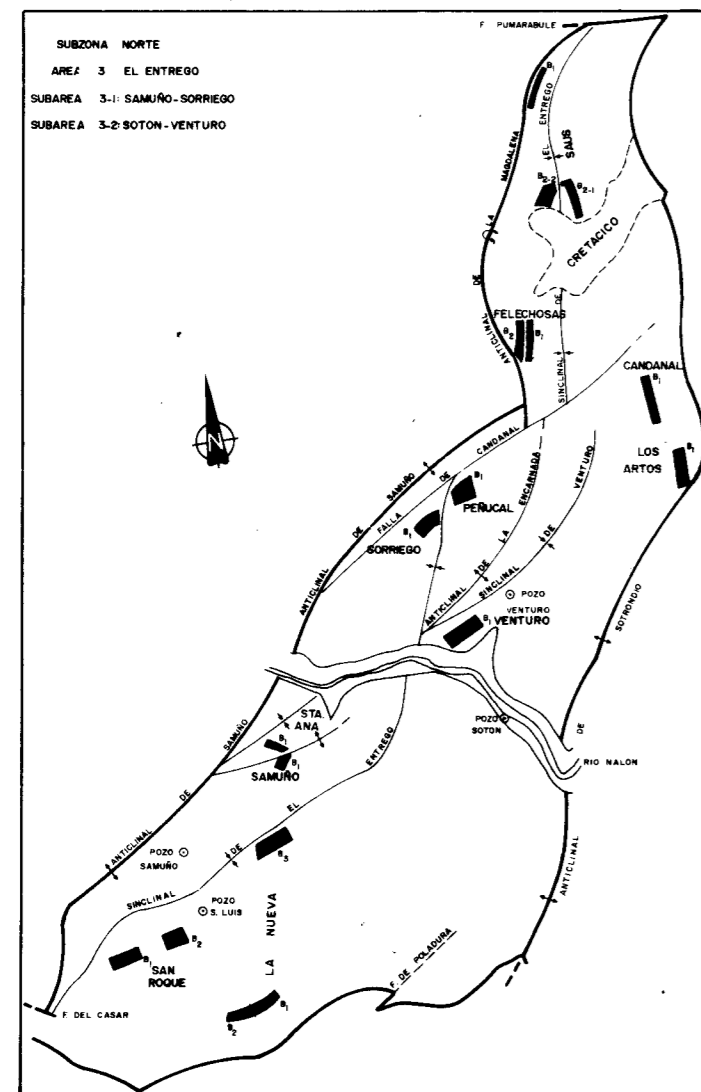 SUBZONA NORTE
AREA 3 EL ENTREGO
SUBAREA 3-1: SAMUÑO-SORRIEGO
SUBAREA 3-2: SOTON-VENTURO
F. PUMARABULE
B1
EL ENTREGO
SAUS
B2-2
B2-1
ANTICLINAL DE LA MAGDALENA
CRETACICO
SINCLINAL DE
FELECHOSAS
B2
B1
CANDANAL
B1
LOS ARTOS
B1
N
FALLA DE CANDANAL
ANTICLINAL DE SAMUÑO
B1
PEÑUCAL
B1
SORRIEGO
ANTICLINAL DE LA ENCARNADA
SINCLINAL DE VENTURO
POZO VENTURO
B1
VENTURO
ANTICLINAL DE SOTRONDIO
POZO SOTON
RIO NALON
STA. ANA
B1
B1
SAMUÑO
ANTICLINAL DE SAMUÑO
SINCLINAL DE EL ENTREGO
POZO SAMUÑO
B3
POZO S. LUIS
LA NUEVA
B2
B1
SAN ROQUE
F. DE POLADURA
B1
B2
F. DEL CASAR